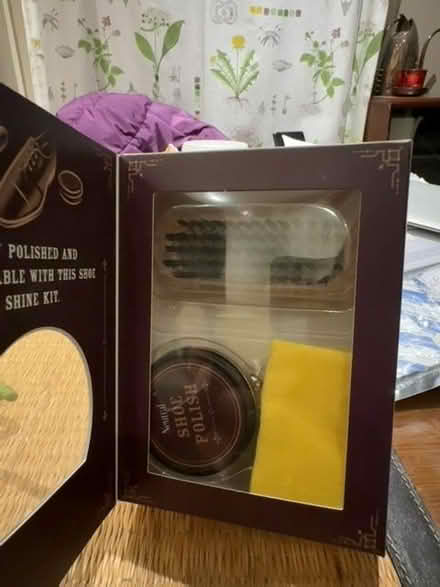 POLISHED AND
ABLE WITH THIS SHOE
SHINE KIT.
Neutral
SHOE
POLISH